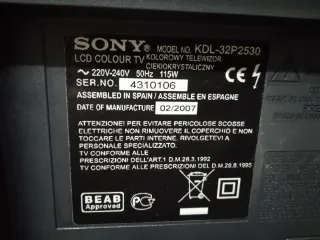 SONY MODEL NO. KDL-32P2530
LCD COLOUR TV KOLOROWY TELEWIZOR
CIEKŁOKRYSTALICZNY
220V-240V 50Hz 115W
SER.NO. 4310106
ASSEMBLED IN SPAIN / ASSEMBLE EN ESPAGNE
DATE OF MANUFACTURE 02/2007
ATTENZIONE! PER EVITARE PERICOLOSE SCOSSE
ELETTRICHE NON RIMUOVERE IL COPERCHIO E NON
TOCCARE LE PARTI INTERNE. RIVOLGETEVI A
PERSONALE SPECIALIZZATO.
TV CONFORME ALLE
PRESCRIZIONI DELL'ART.1 D.M.26.3.1992
TV CONFORME ALLE PRESCRIZIONI DEL D.M.28.8.1995
BEAB
Approved